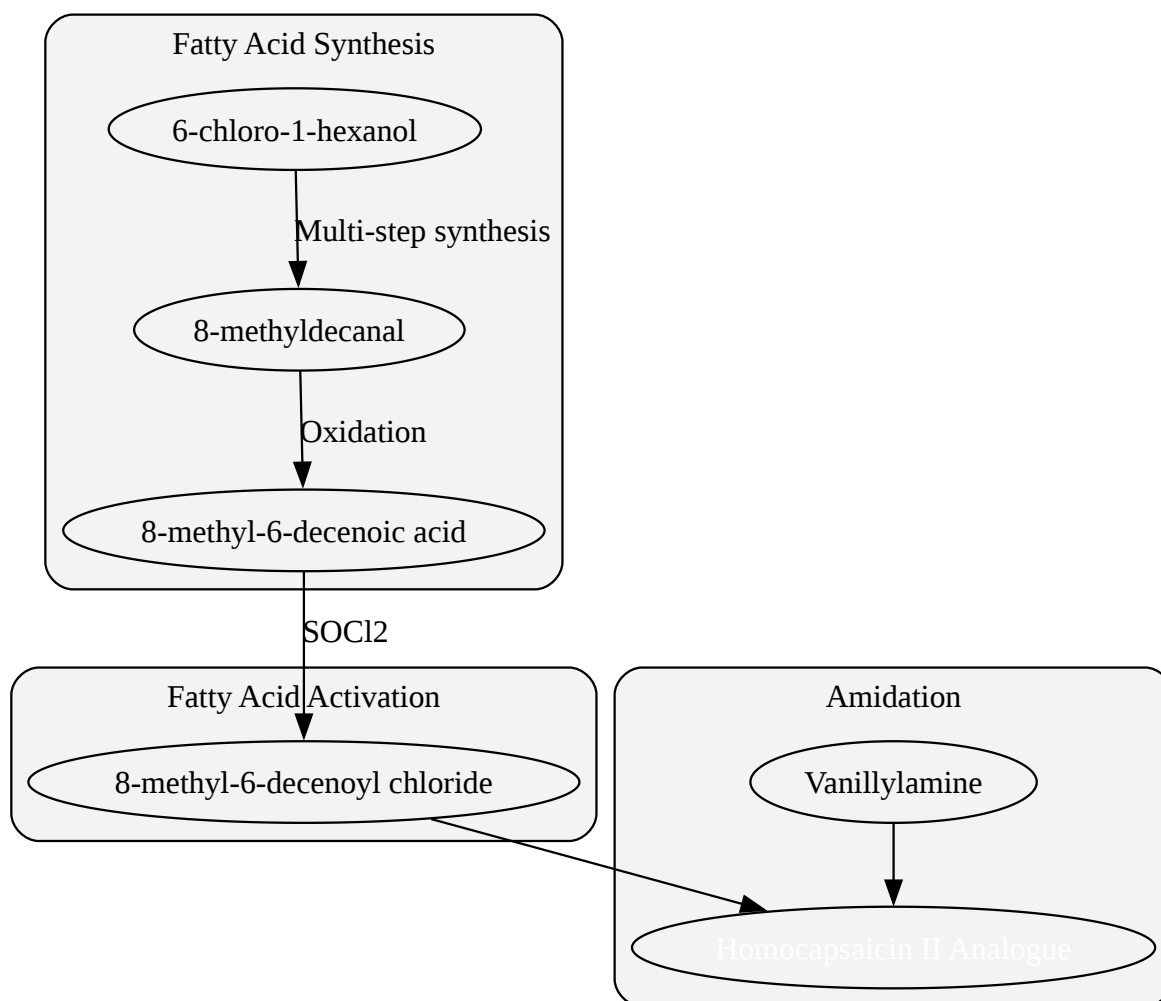 Fatty Acid Synthesis
6-chloro-1-hexanol
Multi-step synthesis
8-methyldecanal
Oxidation
8-methyl-6-decenoic acid
SOCl2
Fatty Acid Activation
8-methyl-6-decenoyl chloride
Amidation
Vanillylamine
Homocapsaicin II Analogue